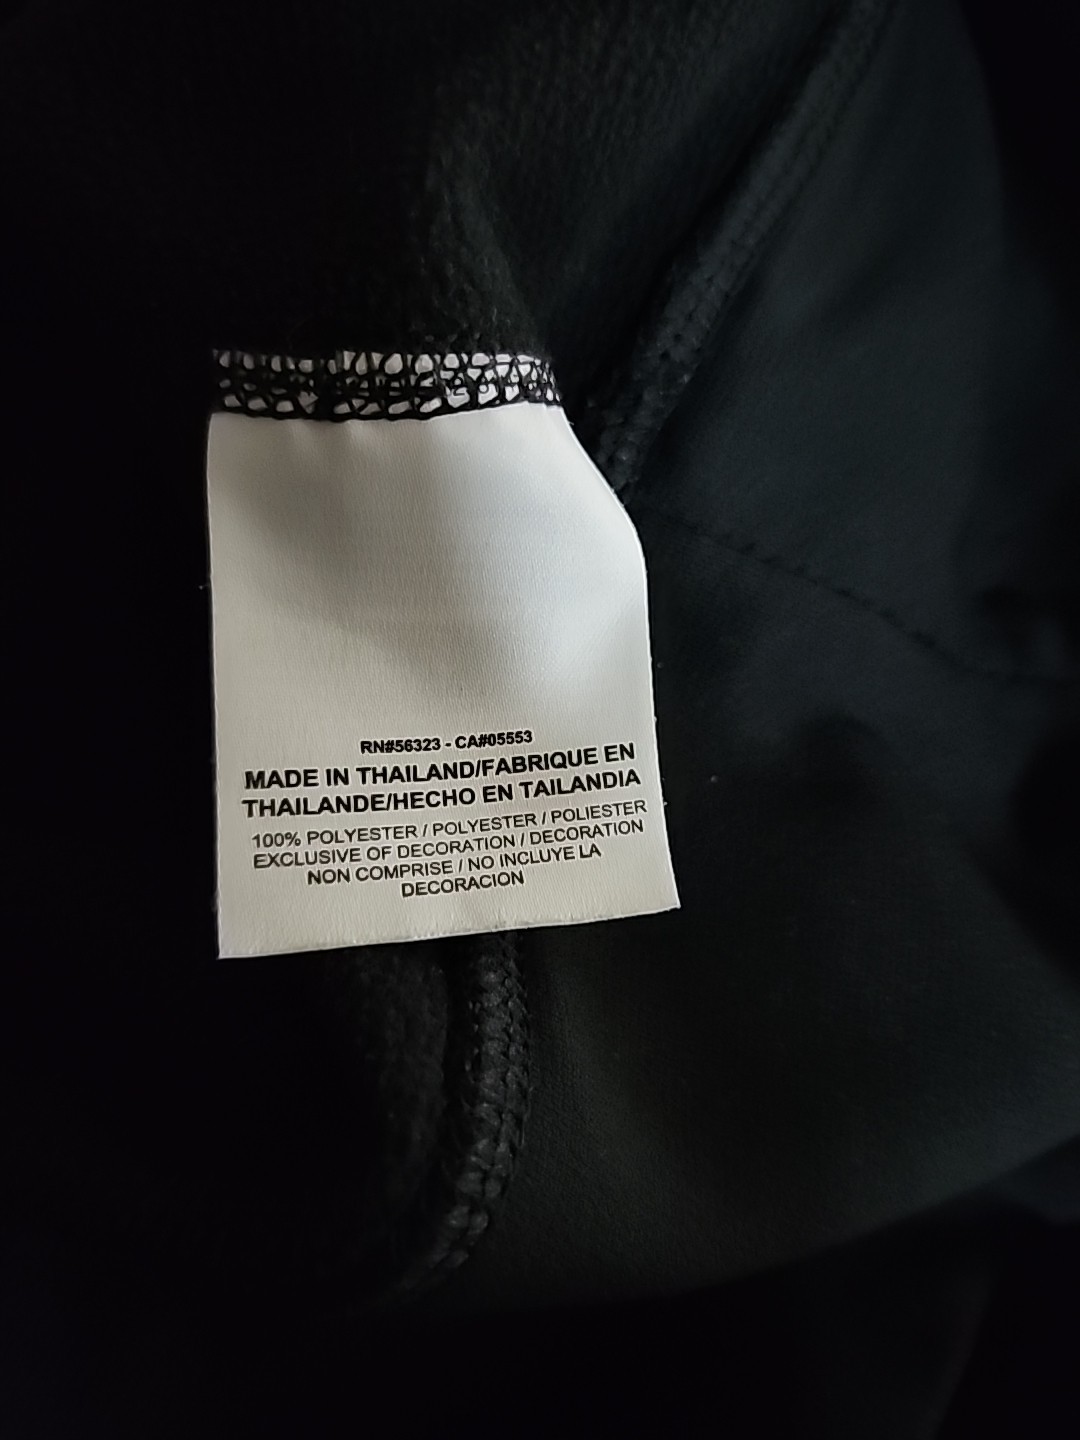 RN#56323 - CA#05553
MADE IN THAILAND/FABRIQUE EN
THAILANDE/HECHO EN TAILANDIA
100% POLYESTER / POLYESTER / POLIESTER
EXCLUSIVE OF DECORATION / DECORATION
NON COMPRISE / NO INCLUYE LA
DECORACION